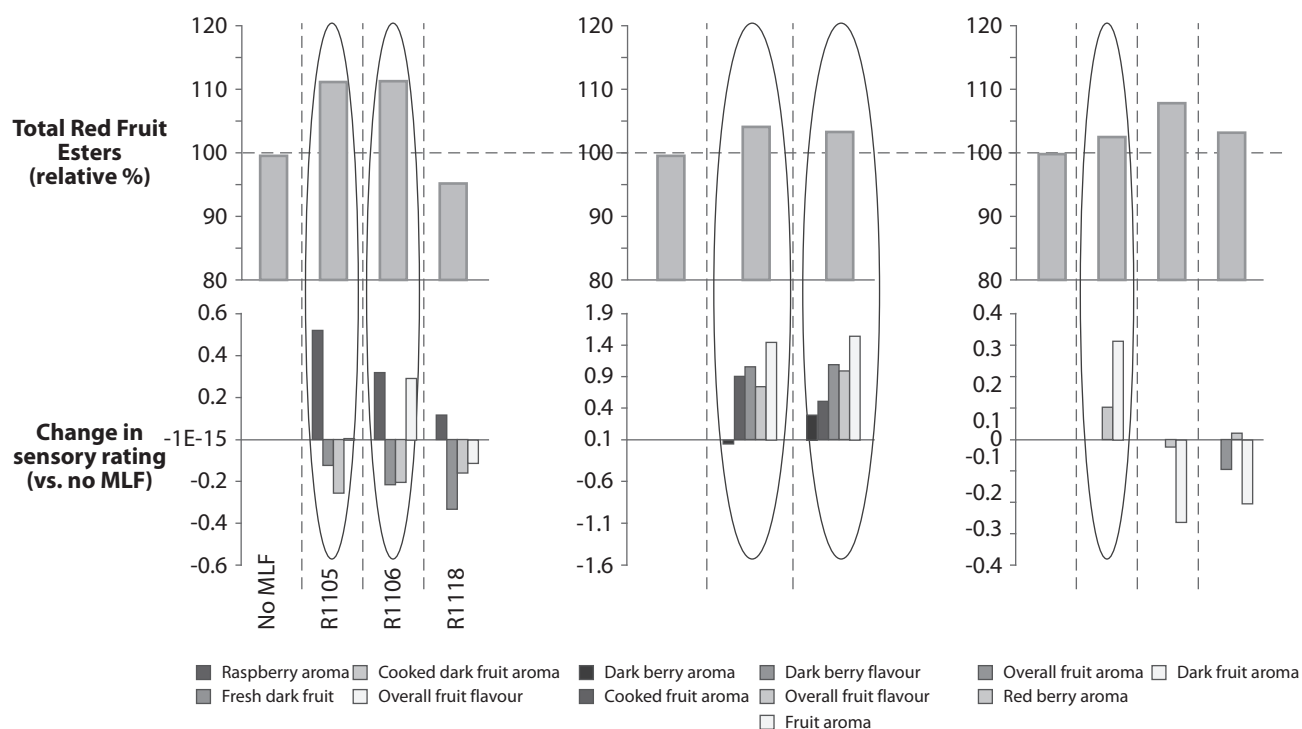 120
110
100
90
80
Total Red Fruit
Esters
(relative %)
120
110
100
90
80
120
110
100
90
80
0.6
0.4
0.2
-1E-15
-0.2
-0.4
-0.6
Change in
sensory rating
(vs. no MLF)
1.9
1.4
0.9
0.4
0.1
-0.6
-1.1
-1.6
0.4
0.3
0.2
0.1
0
-0.1
-0.2
-0.3
-0.4
No MLF
R1105
R1106
R1118
Raspberry aroma
Cooked dark fruit aroma
Fresh dark fruit
Overall fruit flavour
Dark berry aroma
Dark berry flavour
Cooked fruit aroma
Overall fruit flavour
Fruit aroma
Overall fruit aroma
Dark fruit aroma
Red berry aroma